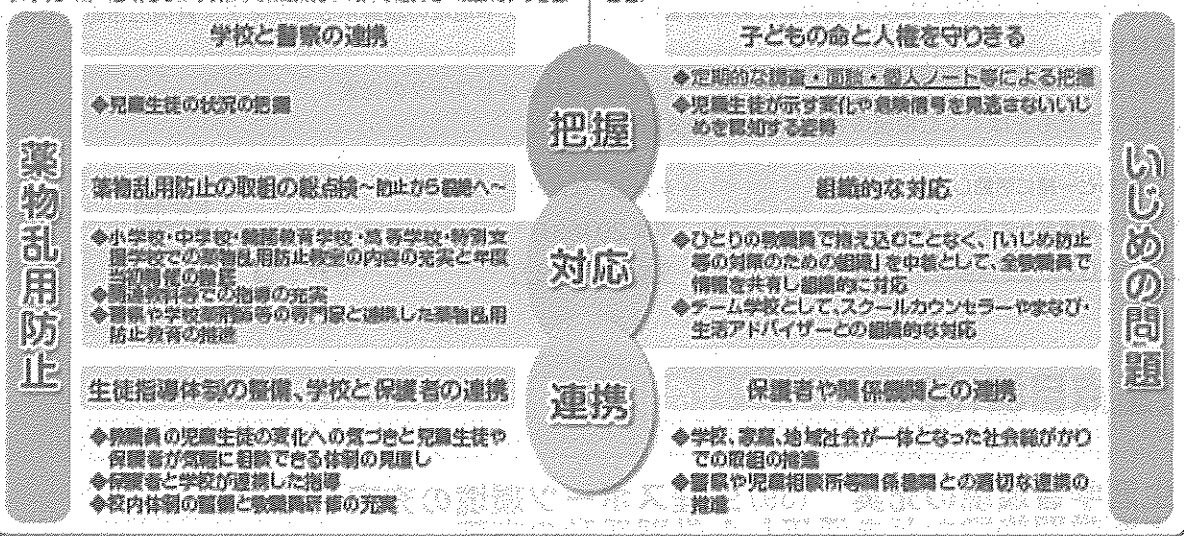 薬物乱用防止
学校と警察の連携
◆児童生徒の状況の把握
薬物乱用防止の取組の総点検~防止から根絶へ~
◆小学校・中学校・義務教育学校・高等学校・特別支
援学校での薬物乱用防止教室の内容の充実と年度
当初開催の徹底
◆関連教科等での指導の充実
◆警察や学校薬剤師等の専門家と連携した薬物乱用
防止教育の推進
生徒指導体制の整備、学校と保護者の連携
◆教職員の児童生徒の変化への気づきと児童生徒や
保護者が気軽に相談できる体制の見直し
◆保護者と学校が連携した指導
◆校内体制の整備と教職員研修の充実
把握
対応
連携
子どもの命と人権を守りきる
◆定期的な調査・面談・個人ノート等による把握
◆児童生徒が示す変化や危険信号を見逃さないいじ
めを認知する姿勢
組織的な対応
◆ひとりの教職員で抱え込むことなく、「いじめ防止
等の対策のための組織」を中核として、全教職員で
情報を共有し組織的に対応
◆チーム学校として、スクールカウンセラーやまなび・
生活アドバイザーとの組織的な対応
保護者や関係機関との連携
◆学校、家庭、地域社会が一体となった社会総がかり
での取組の推進
◆警察や児童相談所等関係機関との適切な連携の
推進
いじめの問題